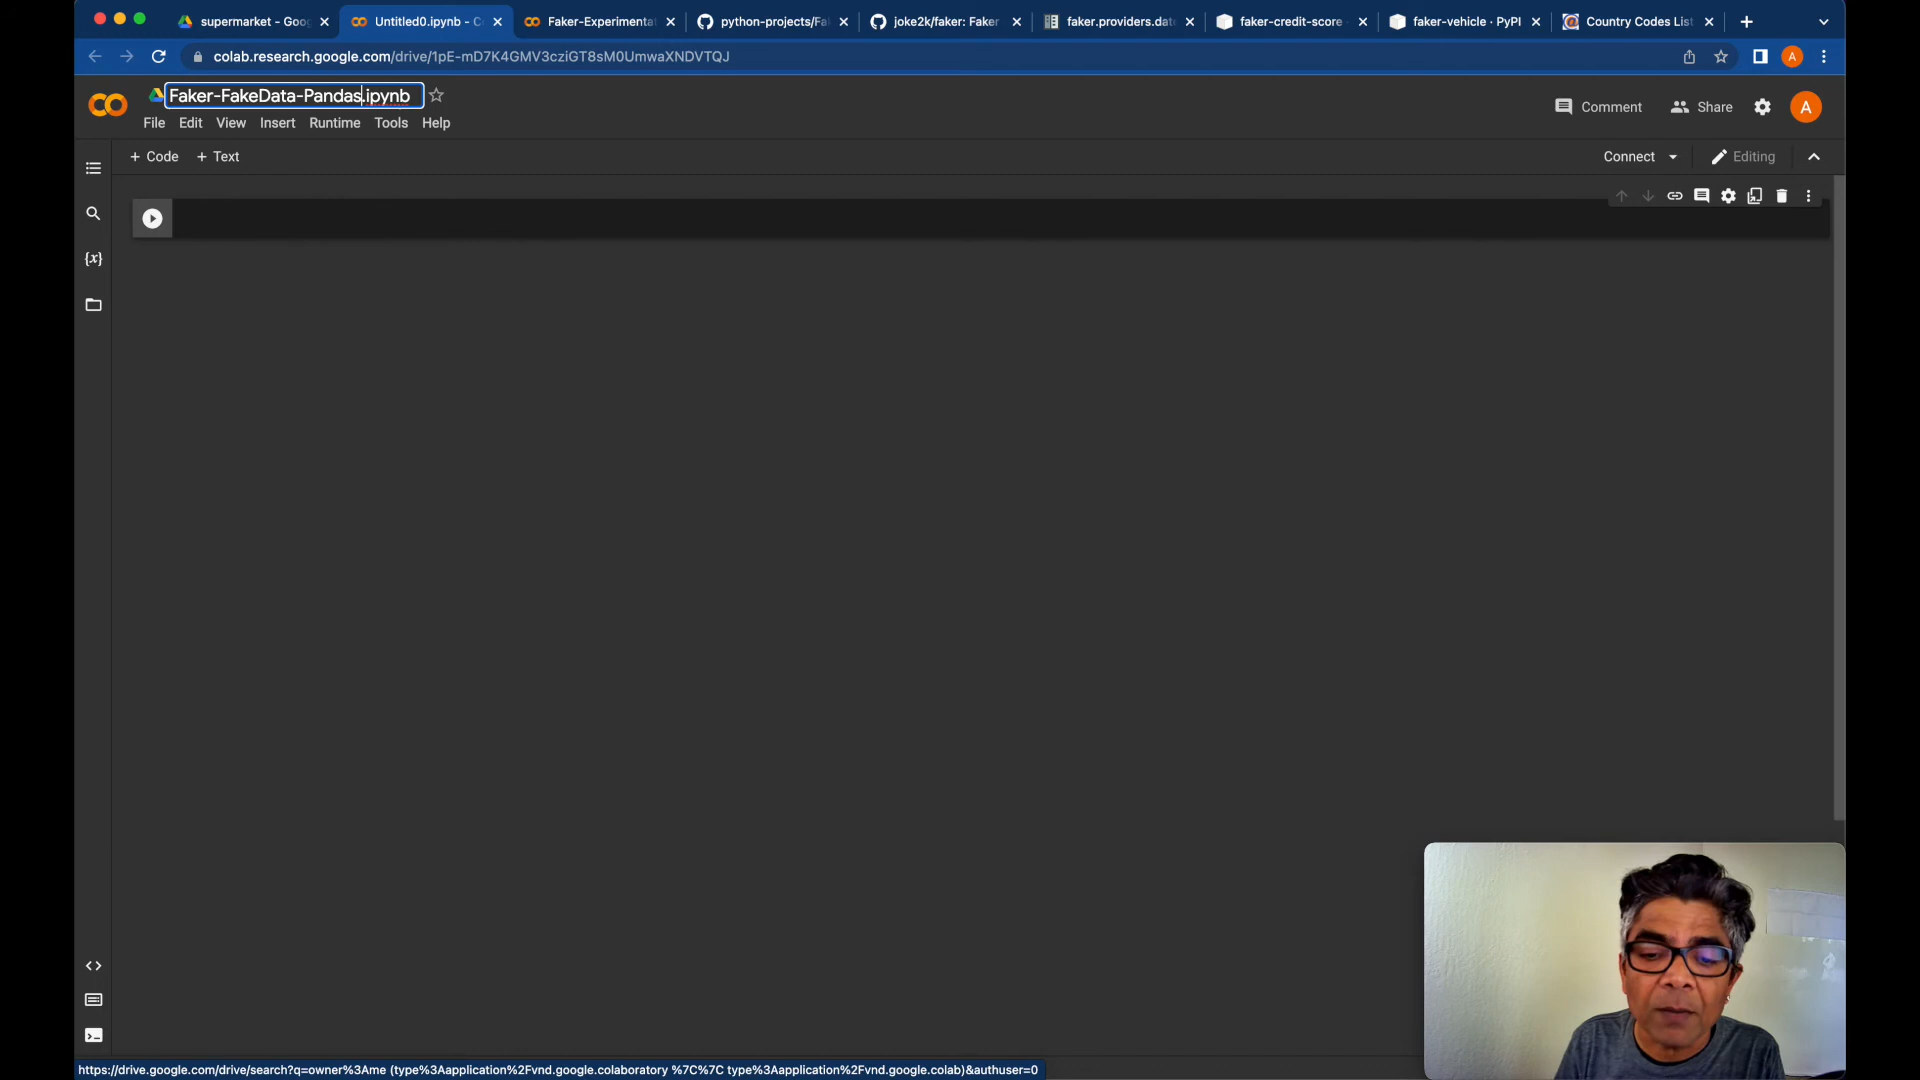 supermarket - Goog
Untitled0.ipynb - C
Faker-Experimenta
python-projects/Fa
joke2k/faker: Faker
faker.providers.dat
faker-credit-score
faker-vehicle · PyPI
Country Codes List
colab.research.google.com/drive/1pE-mD7K4GMV3cziGT8sM0UmwaXNDVTQJ
A
Faker-FakeData-Pandas.ipynb
File Edit View Insert Runtime Tools Help
Comment Share A
+ Code + Text
Connect Editing
{x}
https://drive.google.com/drive/search?q=owner%3Ame (type%3Aapplication%2Fvnd.google.colaboratory %7C%7C type%3Aapplication%2Fvnd.google.colab)&authuser=0